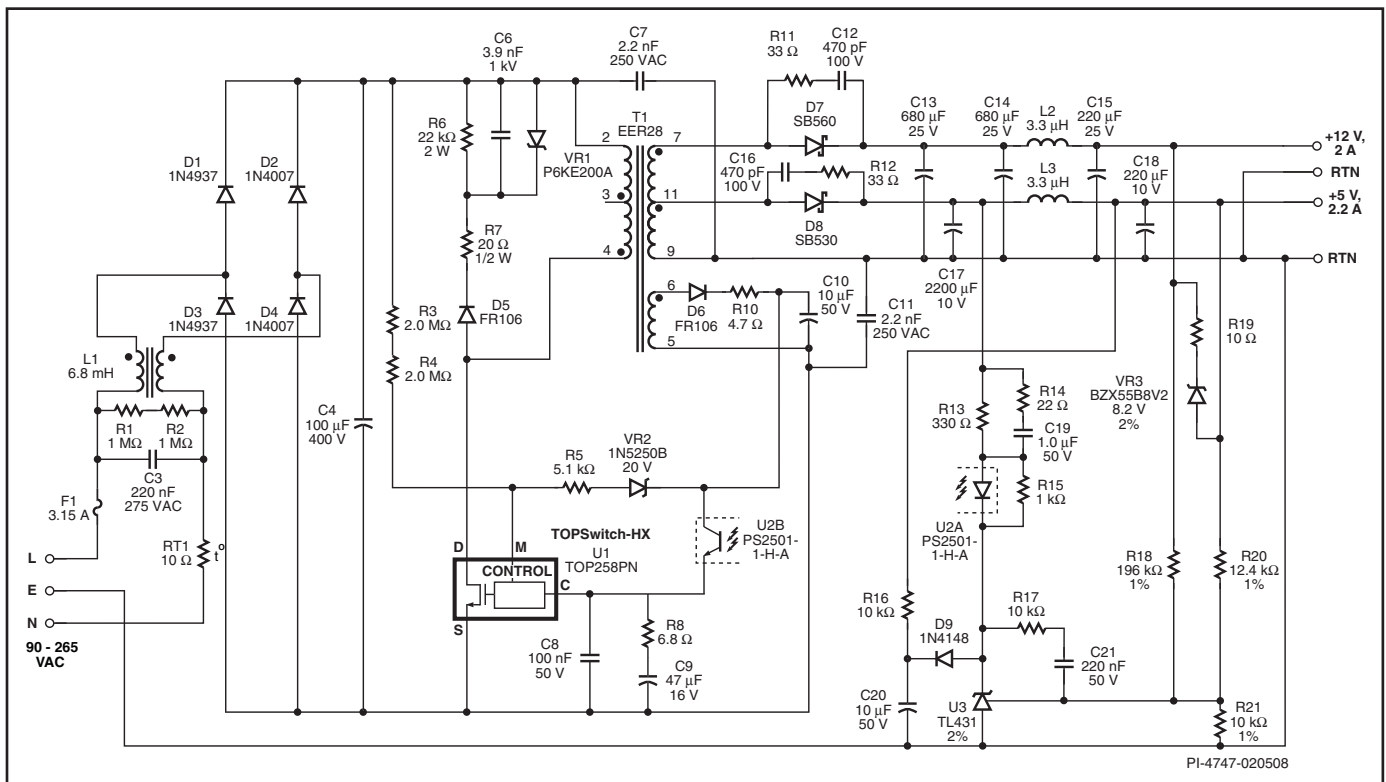 C6
3.9 nF
1 kV
C7
2.2 nF
250 VAC
R11
33 Ω
C12
470 pF
100 V
D7
SB560
C13
680 µF
25 V
C14
680 µF
25 V
L2
3.3 µH
C15
220 µF
25 V
+12 V,
2 A
RTN
+5 V,
2.2 A
RTN
R6
22 kΩ
2 W
VR1
P6KE200A
T1
EER28
2
3
4
7
11
9
6
5
C16
470 pF
100 V
R12
33 Ω
D8
SB530
L3
3.3 µH
C18
220 µF
10 V
D1
1N4937
D2
1N4007
D3
1N4937
D4
1N4007
R7
20 Ω
1/2 W
D5
FR106
R3
2.0 MΩ
R4
2.0 MΩ
D6
FR106
R10
4.7 Ω
C10
10 µF
50 V
C11
2.2 nF
250 VAC
C17
2200 µF
10 V
R19
10 Ω
VR3
BZX55B8V2
8.2 V
2%
L1
6.8 mH
R1
1 MΩ
R2
1 MΩ
C3
220 nF
275 VAC
C4
100 µF
400 V
R13
330 Ω
R14
22 Ω
C19
1.0 µF
50 V
R15
1 kΩ
U2A
PS2501-
1-H-A
R5
5.1 kΩ
VR2
1N5250B
20 V
U2B
PS2501-
1-H-A
F1
3.15 A
RT1
10 Ω
t°
L
E
N
90 - 265
VAC
D
M
TOPSwitch-HX
U1
TOP258PN
CONTROL
C
S
C8
100 nF
50 V
R8
6.8 Ω
C9
47 µF
16 V
R16
10 kΩ
D9
1N4148
R17
10 kΩ
C21
220 nF
50 V
R18
196 kΩ
1%
R20
12.4 kΩ
1%
C20
10 µF
50 V
U3
TL431
2%
R21
10 kΩ
1%
PI-4747-020508